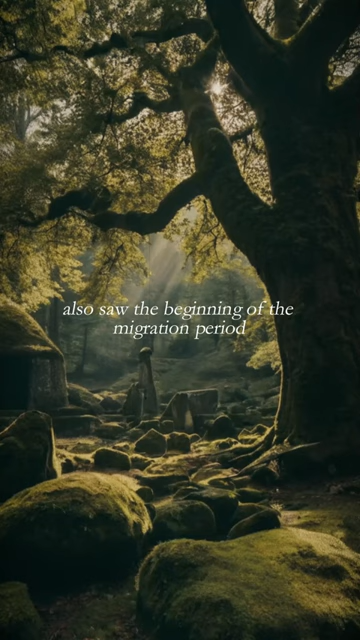 also saw the beginning of the
migration period